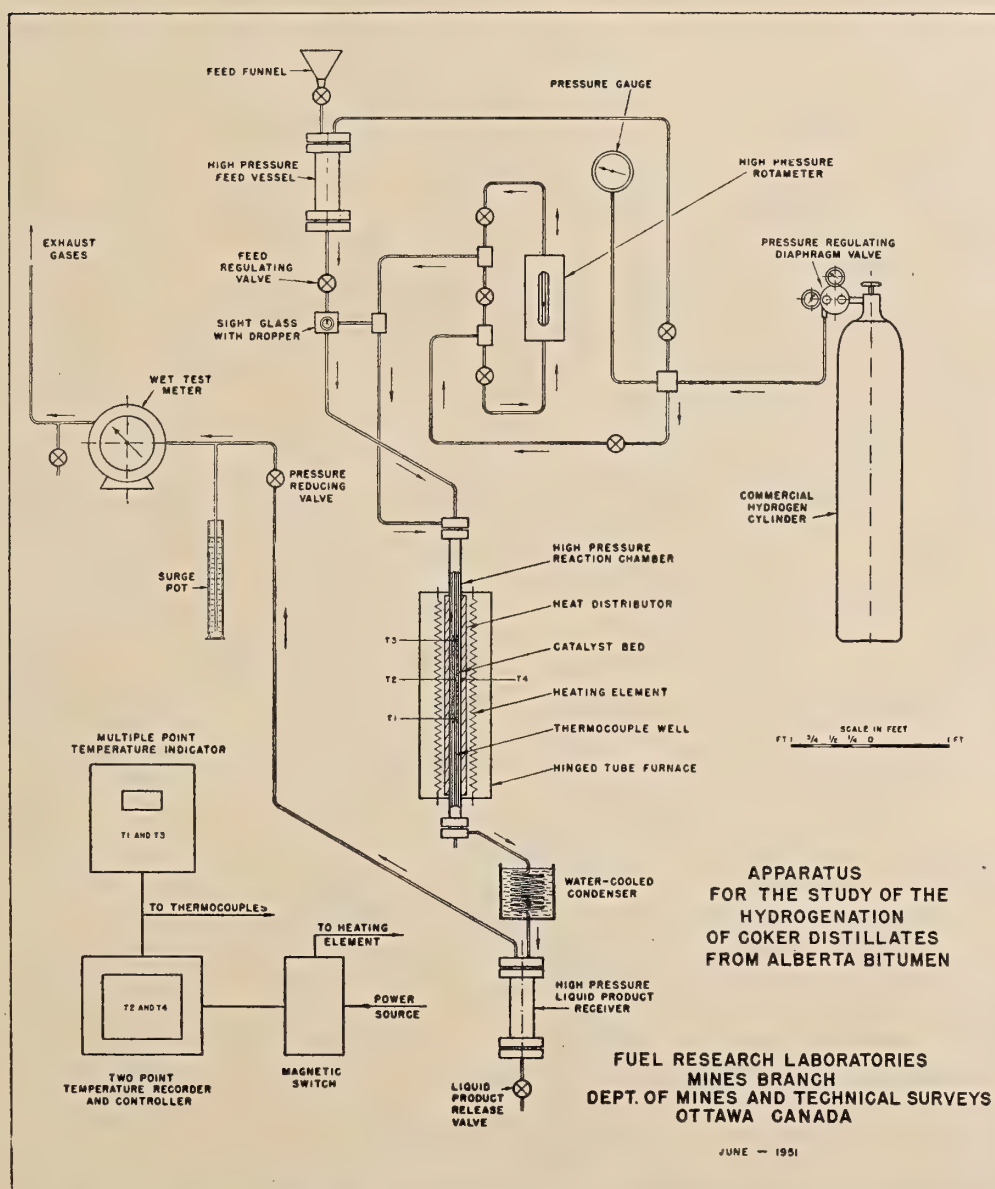 FEED FUNNEL
PRESSURE GAUGE
HIGH PRESSURE
FEED VESSEL
HIGH PRESSURE
ROTAMETER
EXHAUST
GASES
FEED
REGULATING
VALVE
PRESSURE REGULATING
DIAPHRAGM VALVE
SIGHT GLASS
WITH DROPPER
WET TEST
METER
PRESSURE
REDUCING
VALVE
COMMERCIAL
HYDROGEN
CYLINDER
SURGE
POT
HIGH PRESSURE
REACTION CHAMBER
HEAT DISTRIBUTOR
T3
CATALYST BED
T2
T4
HEATING ELEMENT
T1
THERMOCOUPLE WELL
HINGED TUBE FURNACE
SCALE IN FEET
FT 1 3/4 1/2 1/4 0 1 FT
MULTIPLE POINT
TEMPERATURE INDICATOR
T1 AND T3
TO THERMOCOUPLES
TO HEATING
ELEMENT
T2 AND T4
POWER
SOURCE
TWO POINT
TEMPERATURE RECORDER
AND CONTROLLER
MAGNETIC
SWITCH
WATER-COOLED
CONDENSER
HIGH PRESSURE
LIQUID PRODUCT
RECEIVER
LIQUID
PRODUCT
RELEASE
VALVE
APPARATUS
FOR THE STUDY OF THE
HYDROGENATION
OF COKER DISTILLATES
FROM ALBERTA BITUMEN
FUEL RESEARCH LABORATORIES
MINES BRANCH
DEPT. OF MINES AND TECHNICAL SURVEYS
OTTAWA CANADA
JUNE — 1951